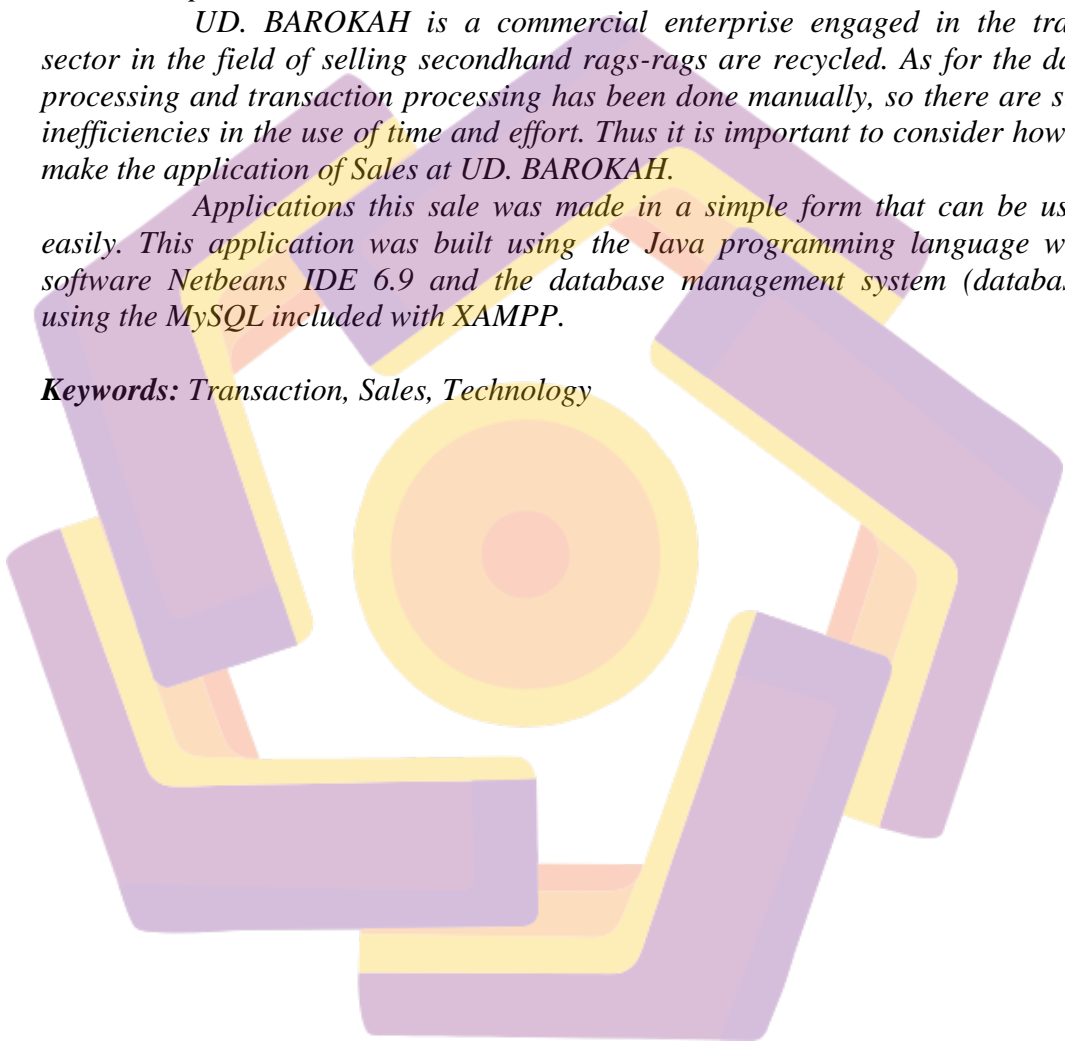 UD. BAROKAH is a commercial enterprise engaged in the tra
sector in the field of selling secondhand rags-rags are recycled. As for the da
processing and transaction processing has been done manually, so there are s
inefficiencies in the use of time and effort. Thus it is important to consider how
make the application of Sales at UD. BAROKAH.
Applications this sale was made in a simple form that can be us
easily. This application was built using the Java programming language w
software Netbeans IDE 6.9 and the database management system (databas
using the MySQL included with XAMPP.
Keywords: Transaction, Sales, Technology